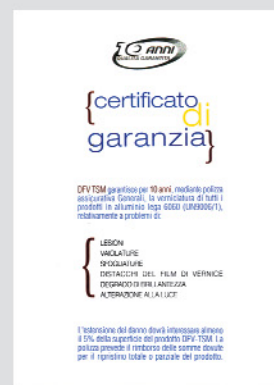 10 ANNI
QUALITÀ GARANTITA
{certificato
di
garanzia}
DFV TSM garantisce per 10 anni, mediante polizza
assicurativa Generali, la verniciatura di tutti i
prodotti in alluminio lega 6060 (UNI9006/1),
relativamente a problemi di:
LESIONI
VAIOLATURE
SFOGLIATURE
DISTACCHI DEL FILM DI VERNICE
DEGRADO DI BRILLANTEZZA
ALTERAZIONE ALLA LUCE
L'estensione del danno dovrà interessare almeno
il 5% della superficie del prodotto DFV-TSM. La
polizza prevede il rimborso delle somme dovute
per il ripristino totale o parziale del prodotto.